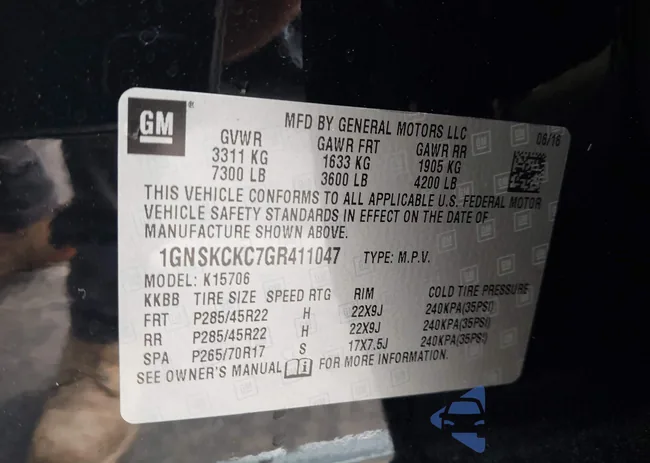 GM
MFD BY GENERAL MOTORS LLC
06/16
GVWR GAWR FRT GAWR RR
3311 KG 1633 KG 1905 KG
7300 LB 3600 LB 4200 LB
THIS VEHICLE CONFORMS TO ALL APPLICABLE U.S. FEDERAL MOTOR
VEHICLE SAFETY STANDARDS IN EFFECT ON THE DATE OF
MANUFACTURE SHOWN ABOVE.
1GNSKCKC7GR411047 TYPE: M.P.V.
MODEL: K15706
KKBB TIRE SIZE SPEED RTG RIM COLD TIRE PRESSURE
FRT P285/45R22 H 22X9J 240KPA(35PSI)
RR P285/45R22 H 22X9J 240KPA(35PSI)
SPA P265/70R17 S 17X7.5J 240KPA(35PSI)
SEE OWNER'S MANUAL FOR MORE INFORMATION.